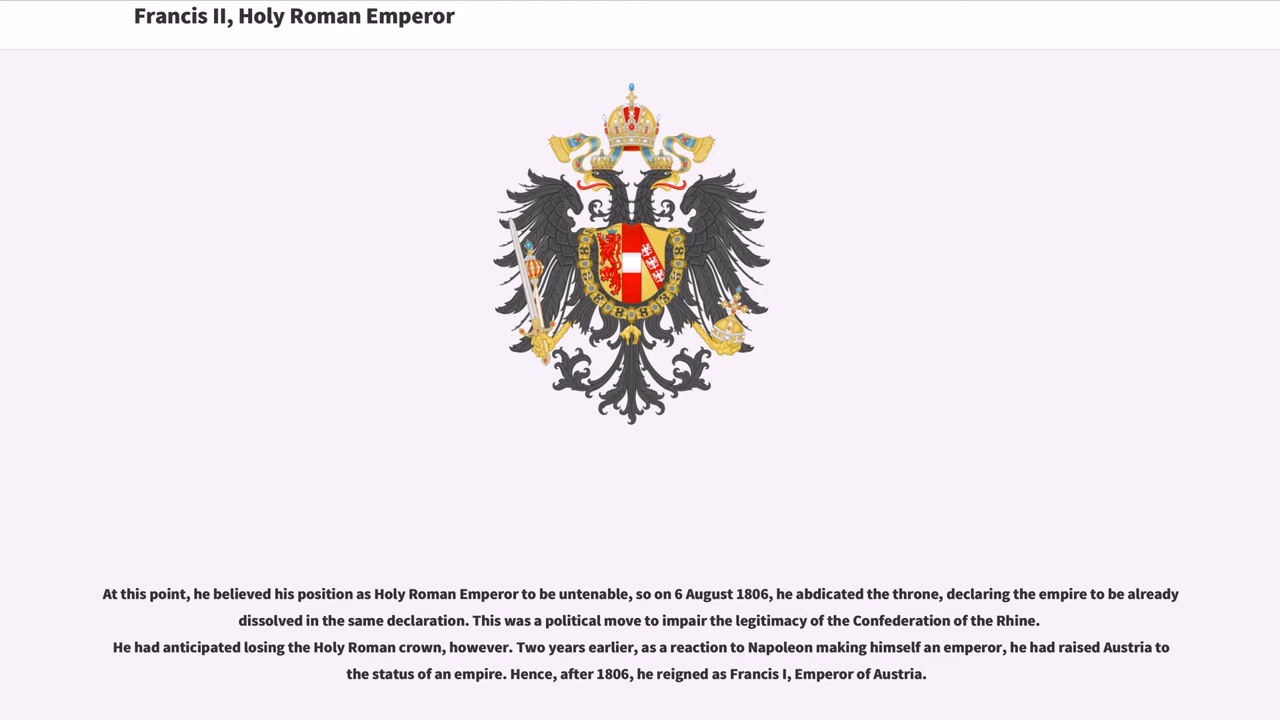 Francis II, Holy Roman Emperor
At this point, he believed his position as Holy Roman Emperor to be untenable, so on 6 August 1806, he abdicated the throne, declaring the empire to be already
dissolved in the same declaration. This was a political move to impair the legitimacy of the Confederation of the Rhine.
He had anticipated losing the Holy Roman crown, however. Two years earlier, as a reaction to Napoleon making himself an emperor, he had raised Austria to
the status of an empire. Hence, after 1806, he reigned as Francis I, Emperor of Austria.